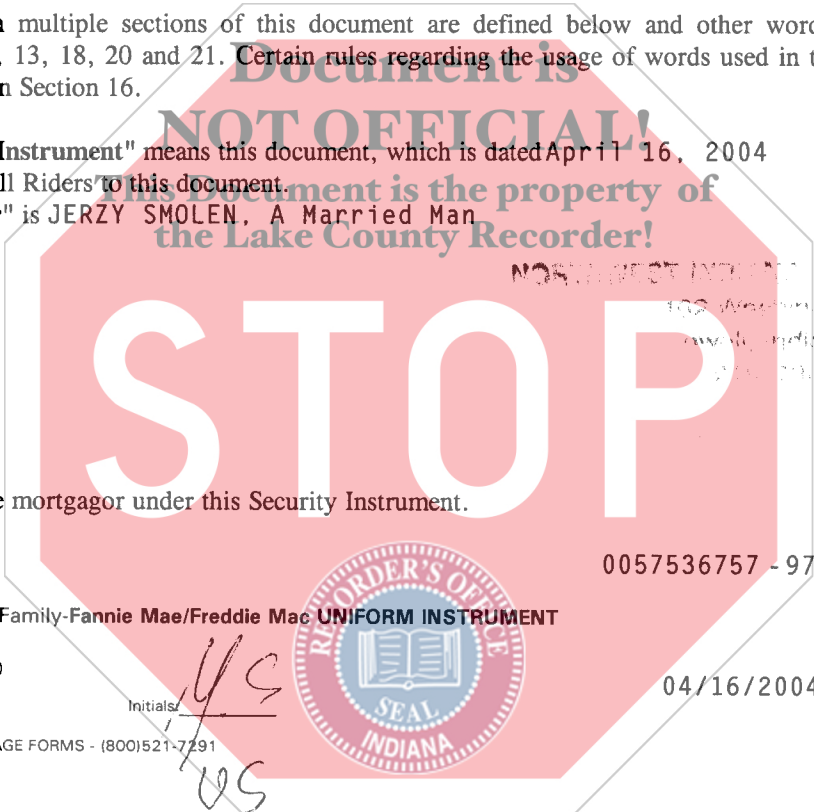 multiple sections of this document are defined below and other
, 13, 18, 20 and 21. Certain rules regarding the usage of words used in
n Section 16.
Document is
NOT OFFICIAL!
This Document is the property of
the Lake County Recorder!
Instrument" means this document, which is dated April 16, 2004
ll Riders to this document.
" is JERZY SMOLEN, A Married Man
STOP
e mortgagor under this Security Instrument.
0057536757 - 97
RECORDER'S OFFICE
SEAL
INDIANA
Family-Fannie Mae/Freddie Mac UNIFORM INSTRUMENT
04/16/2004
Initials:
AGE FORMS - (800)521-7291